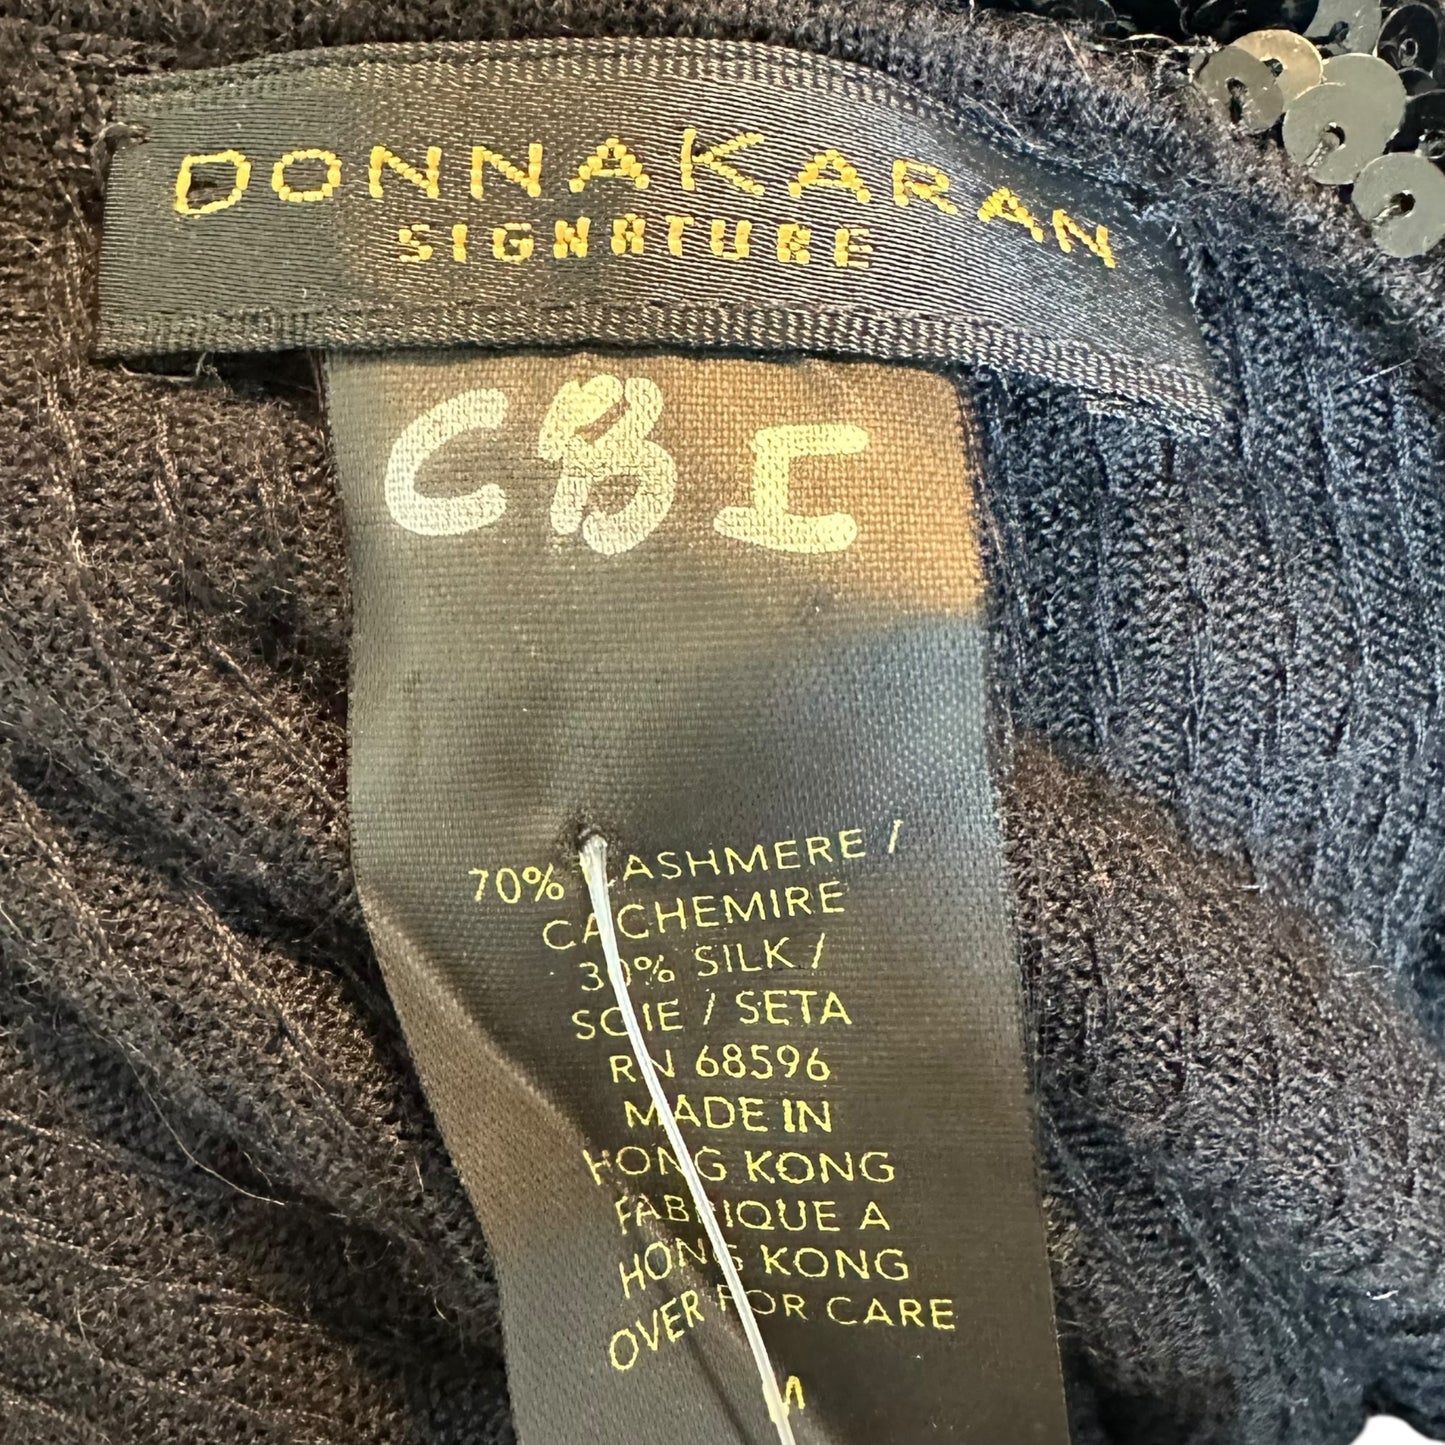 DONNAKARAN
SIGNATURE
CBI
70% CASHMERE /
CACHEMIRE
30% SILK /
SOIE / SETA
RN 68596
MADE IN
HONG KONG
FABRIQUE A
HONG KONG
OVER FOR CARE
M